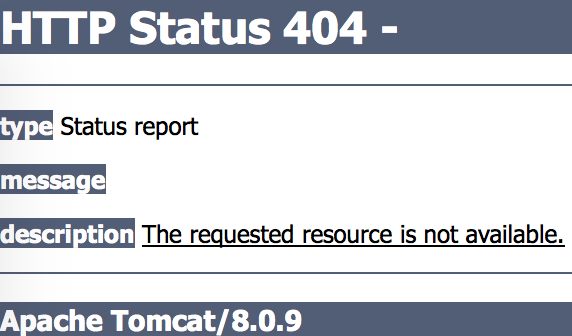 HTTP Status 404 -
type Status report
message
description The requested resource is not available.
Apache Tomcat/8.0.9